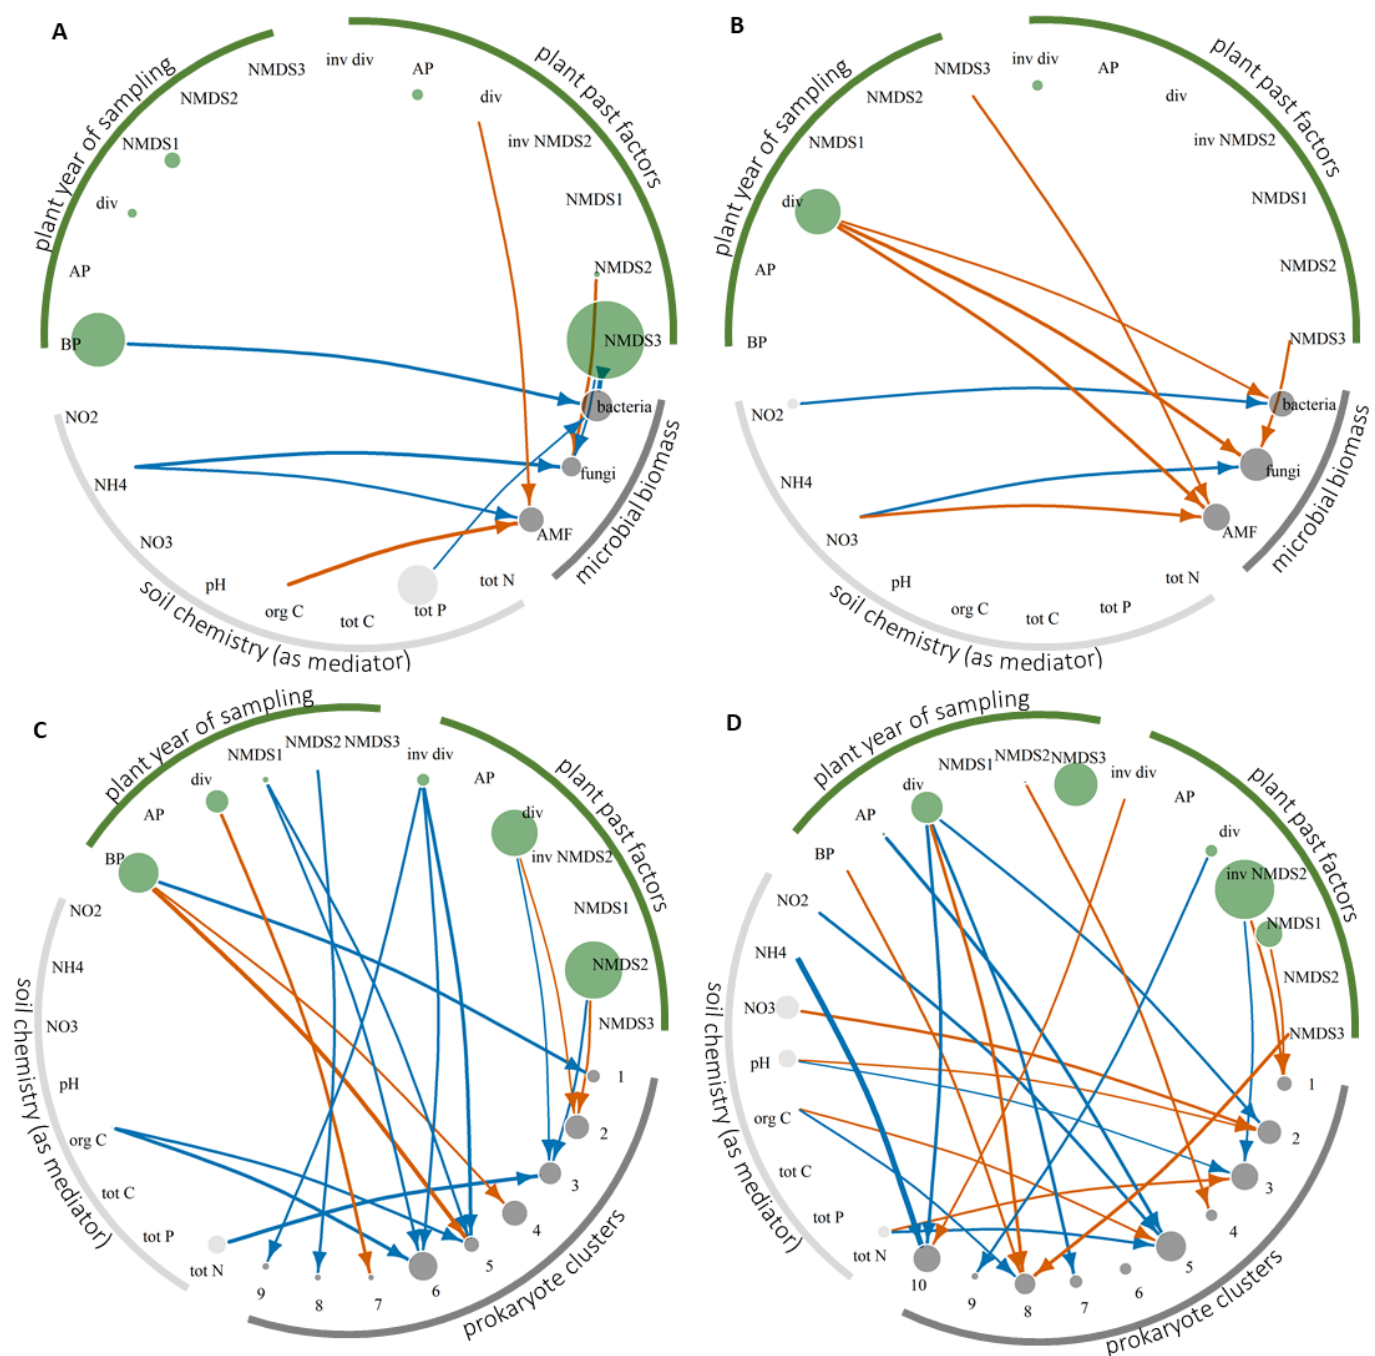 A
plant year of sampling
plant past factors
NMDS3
inv div
AP
div
NMDS2
inv NMDS2
NMDS1
NMDS1
div
AP
NMDS2
BP
NMDS3
NO2
bacteria
NH4
fungi
NO3
AMF
pH
tot N
org C
tot P
tot C
microbial biomass
soil chemistry (as mediator)
B
plant year of sampling
plant past factors
NMDS3
inv div
AP
NMDS2
div
NMDS1
inv NMDS2
div
NMDS1
AP
NMDS2
BP
NMDS3
NO2
bacteria
NH4
fungi
NO3
AMF
pH
tot N
org C
tot P
tot C
microbial biomass
soil chemistry (as mediator)
C
plant year of sampling
plant past factors
NMDS1
NMDS2
NMDS3
inv div
AP
div
AP
div
BP
inv NMDS2
NO2
NMDS1
NH4
NMDS2
NO3
NMDS3
pH
1
org C
2
tot C
3
tot P
4
tot N
5
9
8
7
6
soil chemistry (as mediator)
prokaryote clusters
D
plant year of sampling
plant past factors
NMDS1
NMDS2
NMDS3
inv div
div
AP
AP
div
BP
inv NMDS2
NO2
NMDS1
NH4
NMDS2
NO3
NMDS3
pH
1
org C
2
tot C
3
tot P
4
tot N
5
10
9
8
7
6
soil chemistry (as mediator)
prokaryote clusters